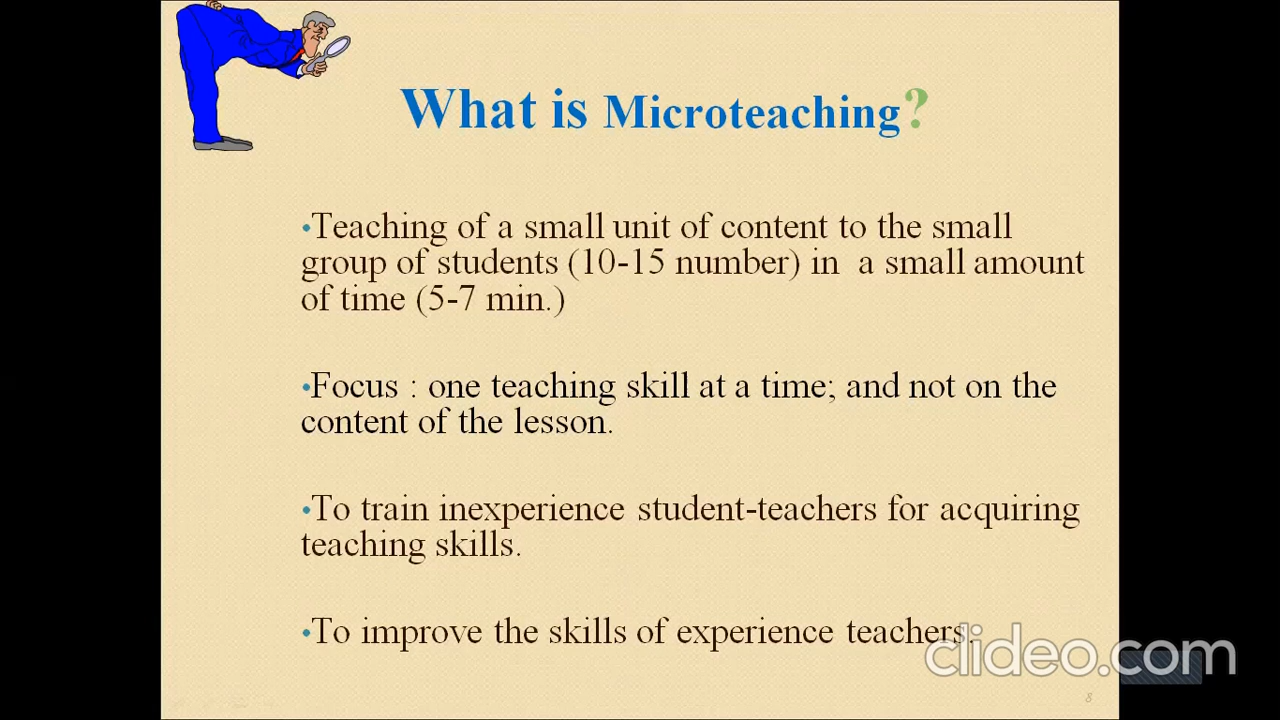 What is Microteaching?
•Teaching of a small unit of content to the small
group of students (10-15 number) in a small amount
of time (5-7 min.)
•Focus : one teaching skill at a time; and not on the
content of the lesson.
•To train inexperience student-teachers for acquiring
teaching skills.
•To improve the skills of experience teachers.
clideo.com
8